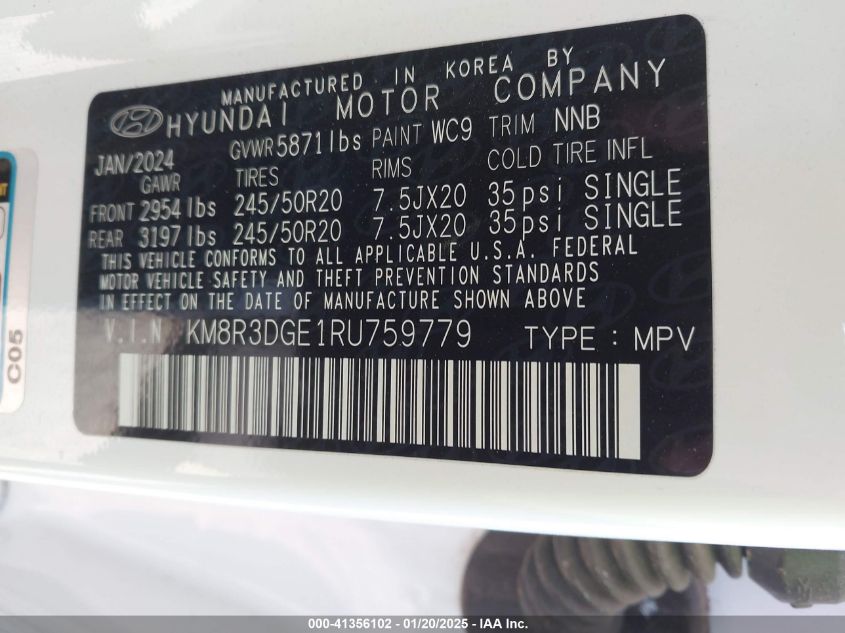 MANUFACTURED IN KOREA BY
HYUNDAI MOTOR COMPANY
JAN/2024 GVWR 5871lbs PAINT WC9 TRIM NNB
GAWR TIRES RIMS COLD TIRE INFL
FRONT 2954 lbs 245/50R20 7.5JX20 35psi SINGLE
REAR 3197 lbs 245/50R20 7.5JX20 35psi SINGLE
THIS VEHICLE CONFORMS TO ALL APPLICABLE U.S.A. FEDERAL
MOTOR VEHICLE SAFETY AND THEFT PREVENTION STANDARDS
IN EFFECT ON THE DATE OF MANUFACTURE SHOWN ABOVE
V.I.N KM8R3DGE1RU759779 TYPE : MPV
C05
000-41356102 — 01/20/2025 — IAA Inc.